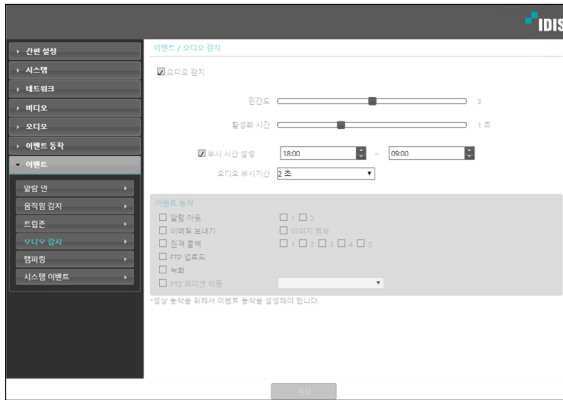 IDIS
간편 설정
시스템
네트워크
비디오
오디오
이벤트 동작
이벤트
알람 인
움직임 감지
트립존
오디오 감지
탬퍼링
시스템 이벤트
이벤트 / 오디오 감지
오디오 감지
민감도 3
활성화 시간 1 초
무시 시간 설정 18:00 ~ 09:00
오디오 무시기간 2 초
이벤트 동작
알람 아웃 1 2
이메일 보내기 이미지 첨부
원격 콜백 1 2 3 4 5
FTP 업로드
녹화
PTZ 프리셋 이동
*정상 동작을 위해서 이벤트 동작을 설정해야 합니다.
저장